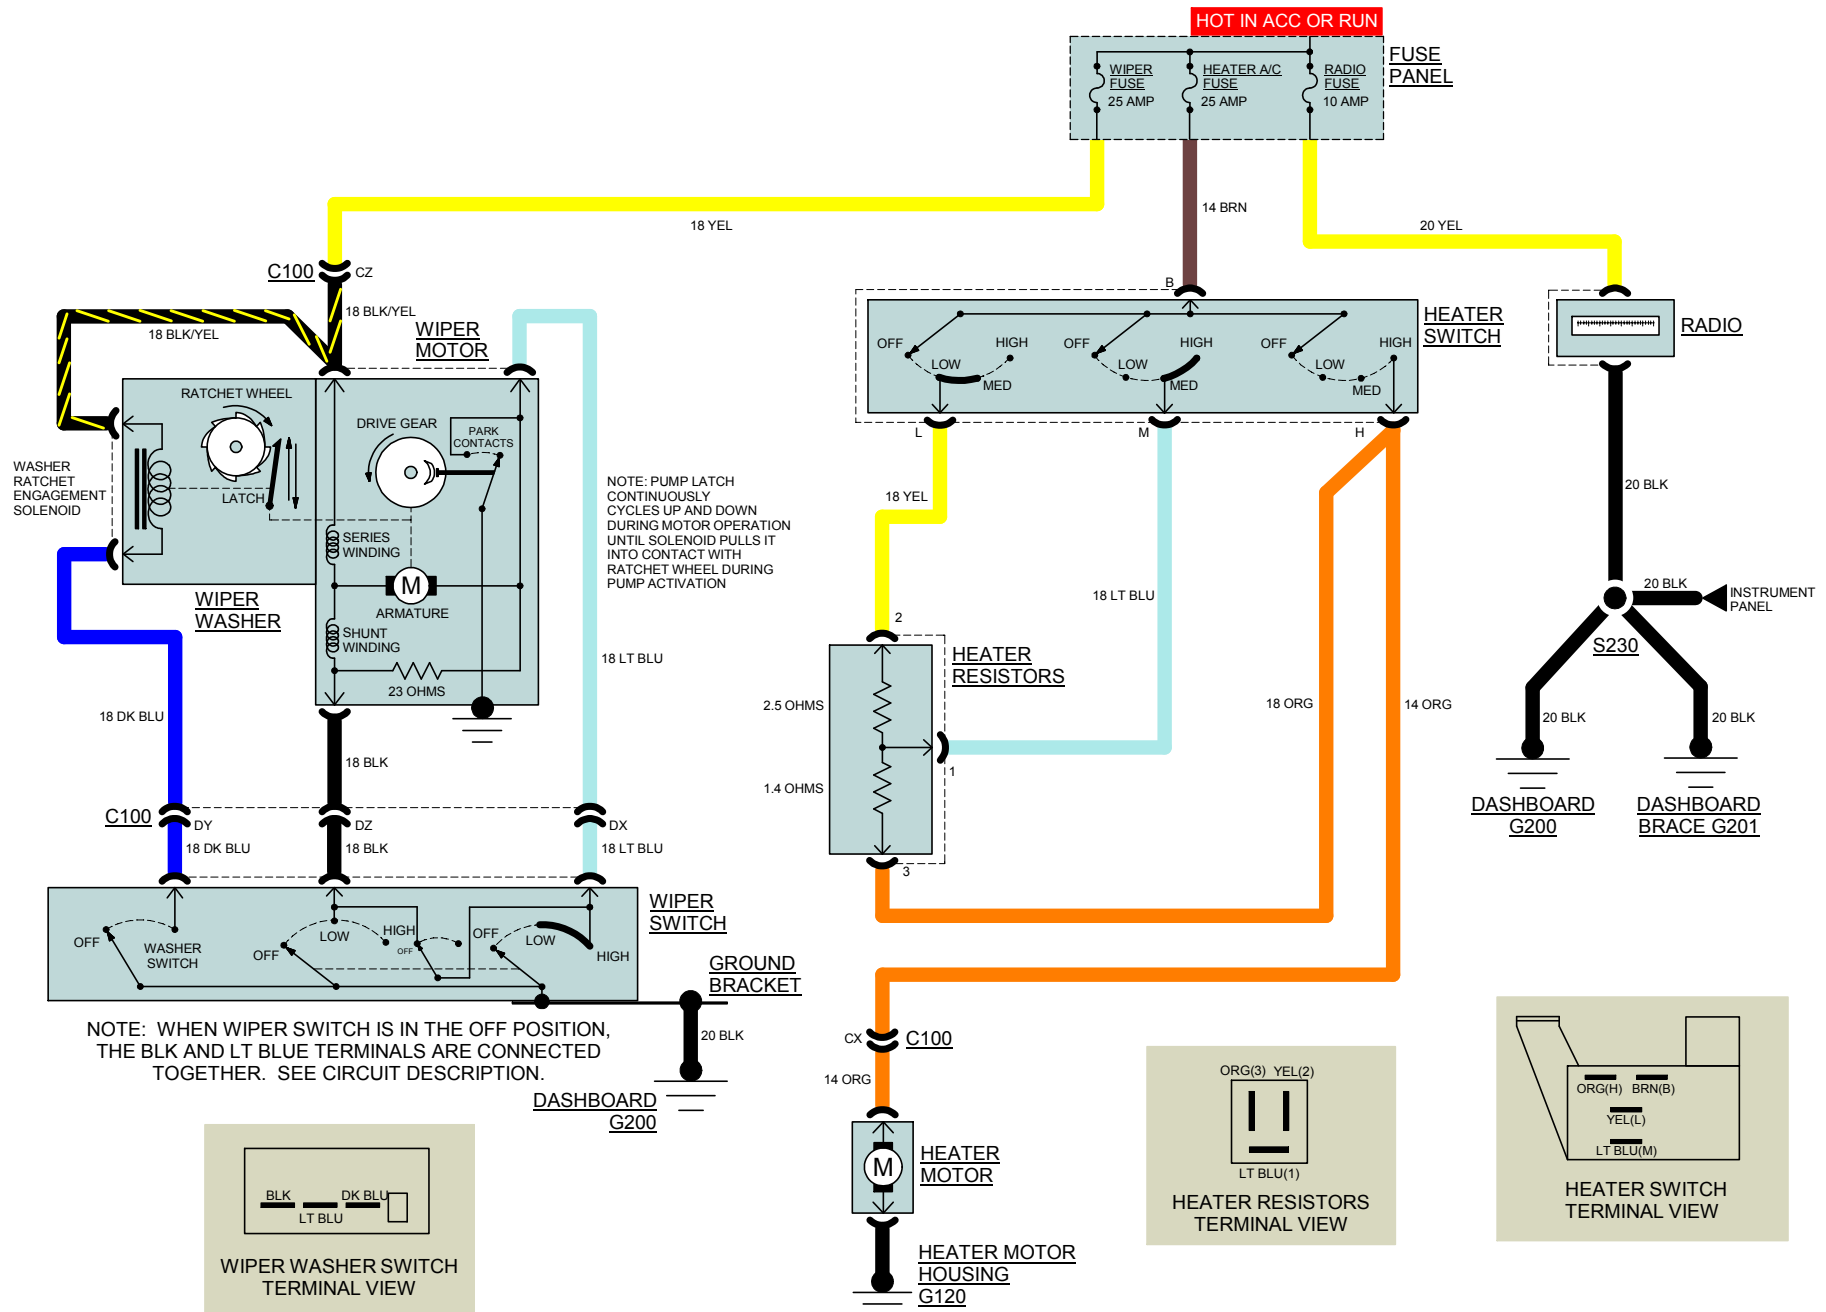 HOT IN ACC OR RUN
FUSE
PANEL
WIPER
FUSE
25 AMP
HEATER A/C
FUSE
25 AMP
RADIO
FUSE
10 AMP
18 YEL
14 BRN
20 YEL
C100
CZ
18 BLK/YEL
18 BLK/YEL
WIPER
MOTOR
B
HEATER
SWITCH
OFF
LOW
HIGH
MED
OFF
LOW
HIGH
MED
OFF
LOW
HIGH
MED
L
M
H
RADIO
RATCHET WHEEL
LATCH
DRIVE GEAR
PARK
CONTACTS
WASHER
RATCHET
ENGAGEMENT
SOLENOID
SERIES
WINDING
M
ARMATURE
SHUNT
WINDING
23 OHMS
WIPER
WASHER
NOTE: PUMP LATCH
CONTINUOUSLY
CYCLES UP AND DOWN
DURING MOTOR OPERATION
UNTIL SOLENOID PULLS IT
INTO CONTACT WITH
RATCHET WHEEL DURING
PUMP ACTIVATION
18 YEL
18 LT BLU
20 BLK
20 BLK
INSTRUMENT
PANEL
S230
2
HEATER
RESISTORS
2.5 OHMS
1.4 OHMS
1
3
18 ORG
14 ORG
20 BLK
20 BLK
DASHBOARD
G200
DASHBOARD
BRACE G201
18 DK BLU
18 BLK
18 LT BLU
C100
DY
DZ
DX
18 DK BLU
18 BLK
18 LT BLU
WIPER
SWITCH
OFF
WASHER
SWITCH
OFF
LOW
HIGH
OFF
OFF
LOW
HIGH
GROUND
BRACKET
20 BLK
DASHBOARD
G200
NOTE: WHEN WIPER SWITCH IS IN THE OFF POSITION,
THE BLK AND LT BLUE TERMINALS ARE CONNECTED
TOGETHER. SEE CIRCUIT DESCRIPTION.
CX
C100
14 ORG
M
HEATER
MOTOR
HEATER MOTOR
HOUSING
G120
BLK
LT BLU
DK BLU
WIPER WASHER SWITCH
TERMINAL VIEW
ORG(3) YEL(2)
LT BLU(1)
HEATER RESISTORS
TERMINAL VIEW
ORG(H) BRN(B)
YEL(L)
LT BLU(M)
HEATER SWITCH
TERMINAL VIEW